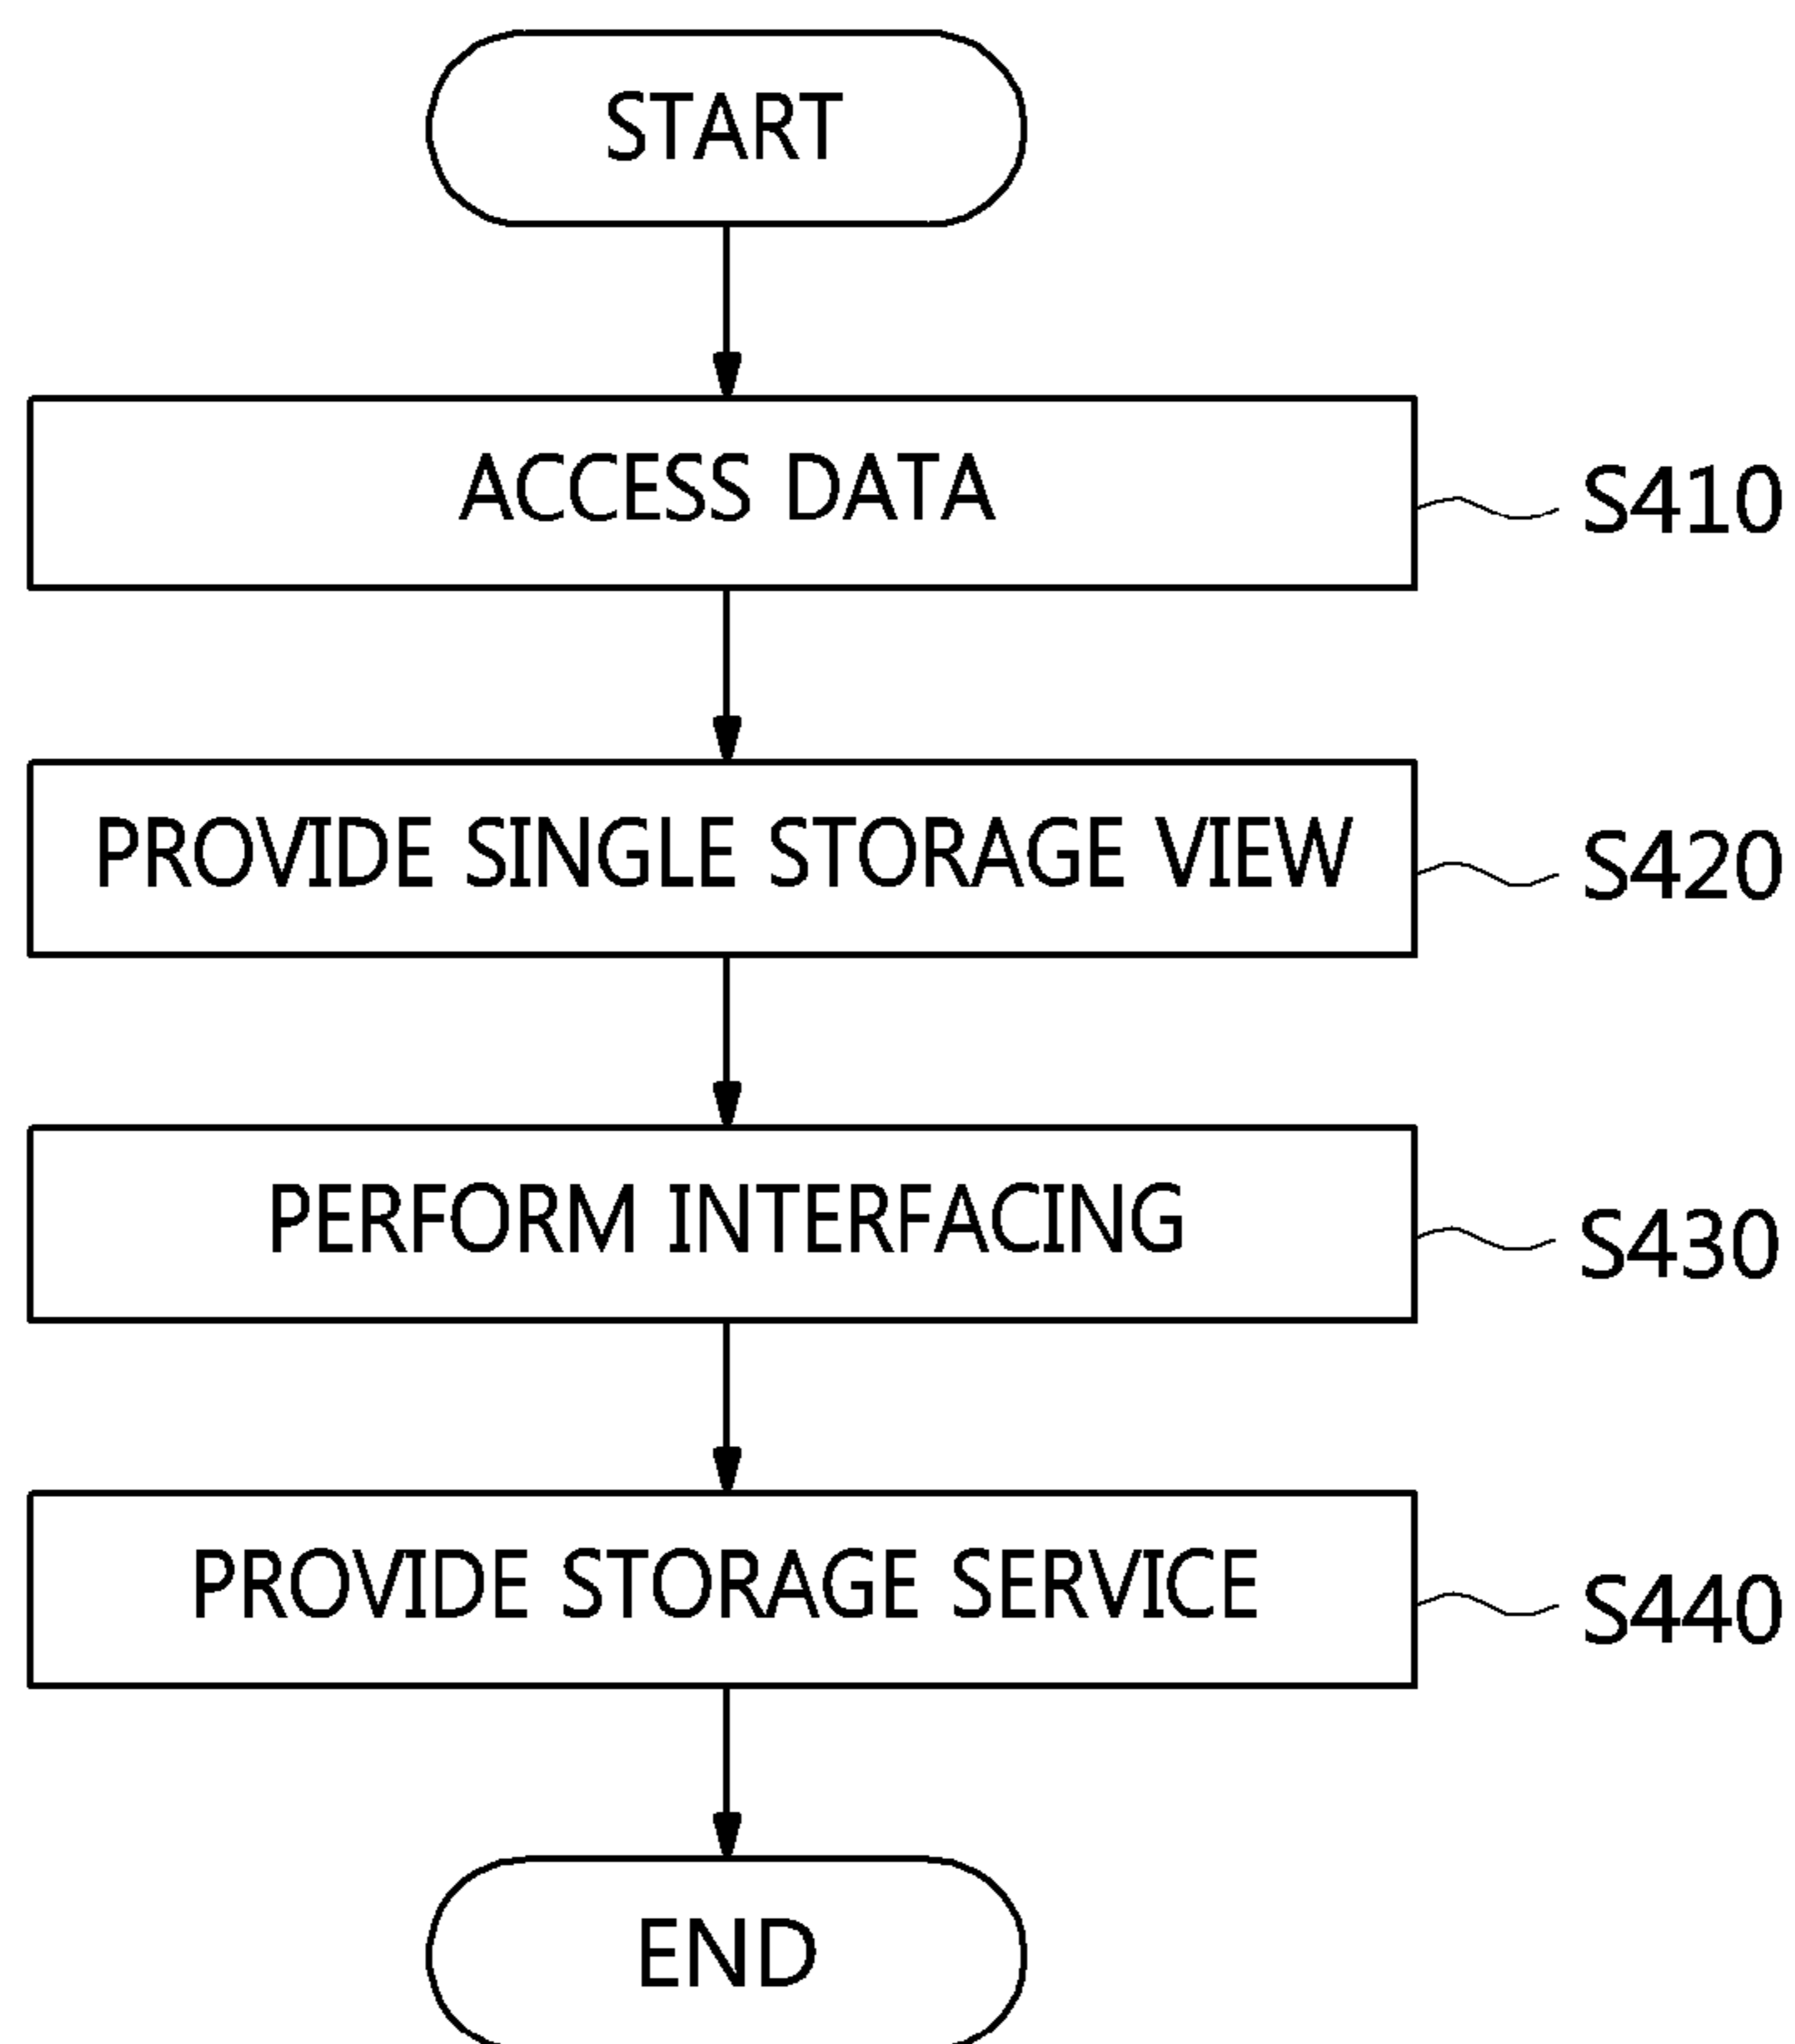 START
ACCESS DATA
S410
PROVIDE SINGLE STORAGE VIEW
S420
PERFORM INTERFACING
S430
PROVIDE STORAGE SERVICE
S440
END